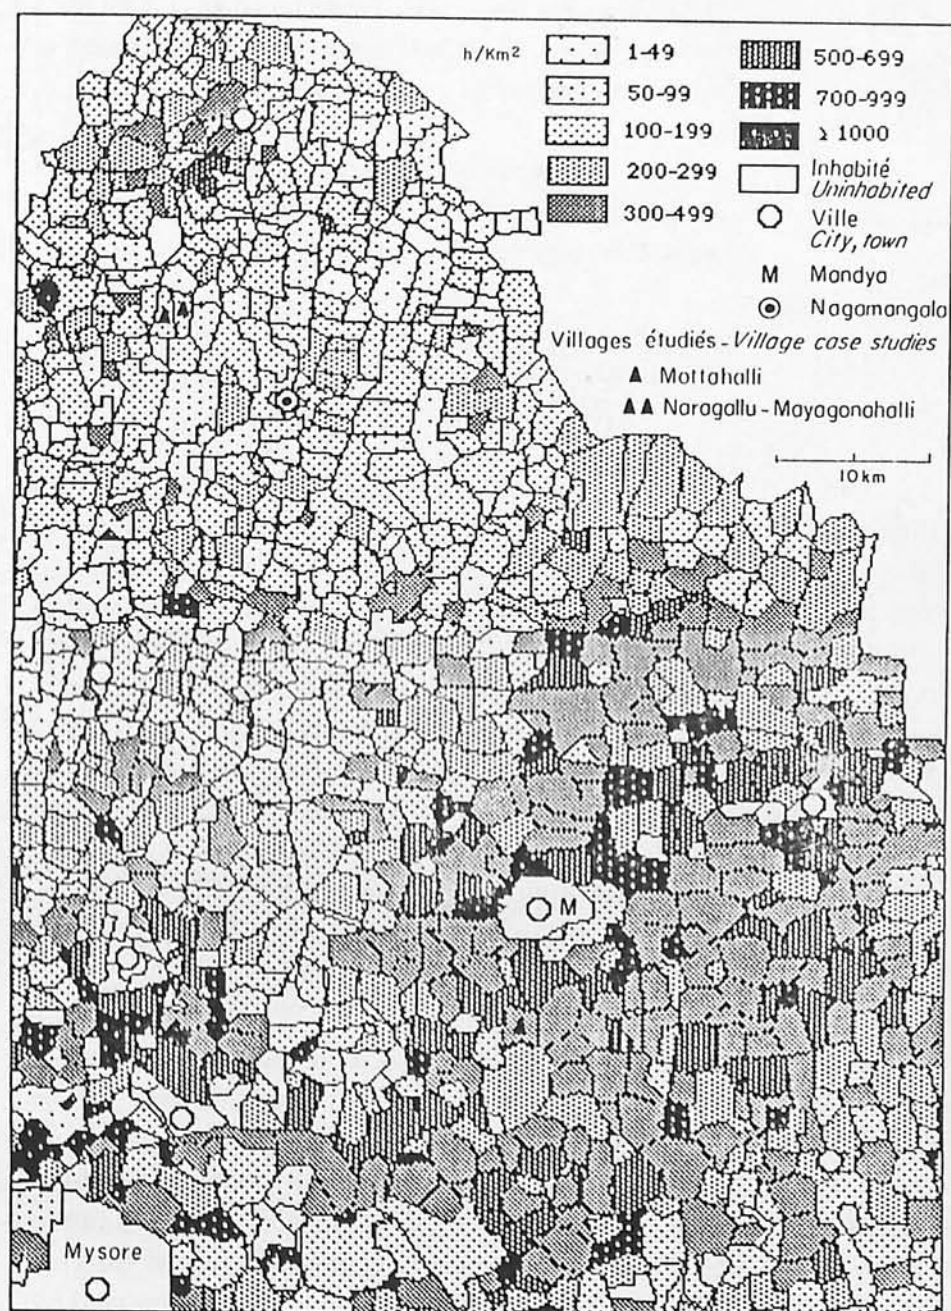 h/Km²
1-49
50-99
100-199
200-299
300-499
500-699
700-999
≥ 1000
Inhabité
Uninhabited
Ville
City, town
M Mandya
Nagamangala
Villages étudiés - Village case studies
Mottahalli
Naragallu - Mayaganahalli
10 km
M
Mysore